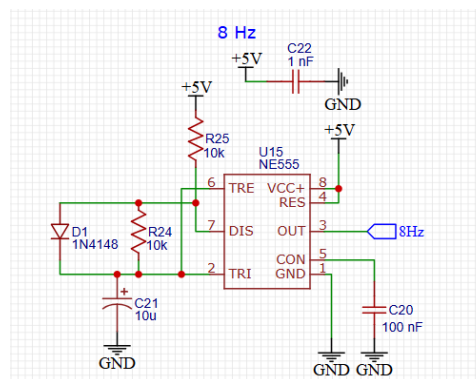 8 Hz
C22
1 nF
+5V
GND
+5V
R25
10k
+5V
U15
NE555
6 TRE
VCC+ 8
RES 4
D1
1N4148
R24
10k
7 DIS
OUT 3
8Hz
2 TRI
CON 5
GND 1
C21
10u
+
C20
100 nF
GND
GND
GND